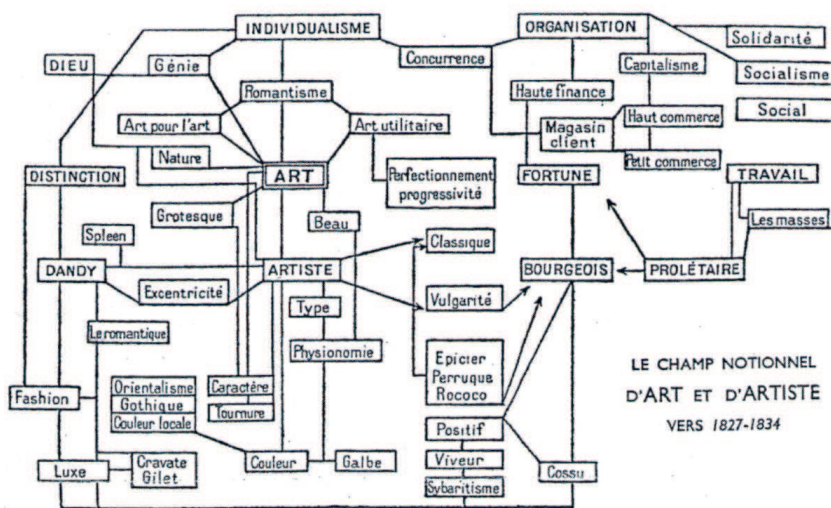 INDIVIDUALISME
ORGANISATION
Solidarité
DIEU
Génie
Concurrence
Capitalisme
Socialisme
Romantisme
Haute finance
Art pour l'art
Art utilitaire
Haut commerce
Social
Magasin
client
Nature
Petit commerce
DISTINCTION
ART
Perfectionnement
progressivité
FORTUNE
TRAVAIL
Grotesque
Beau
Les masses
Spleen
Classique
DANDY
ARTISTE
BOURGEOIS
PROLÉTAIRE
Excentricité
Type
Vulgarité
Le romantique
Physionomie
Epicier
Perruque
Rococo
LE CHAMP NOTIONNEL
D'ART ET D'ARTISTE
VERS 1827-1834
Fashion
Orientalisme
Gothique
Couleur locale
Caractère
Tournure
Positif
Luxe
Cravate
Gilet
Couleur
Galbe
Viveur
Cossu
Sybaritisme